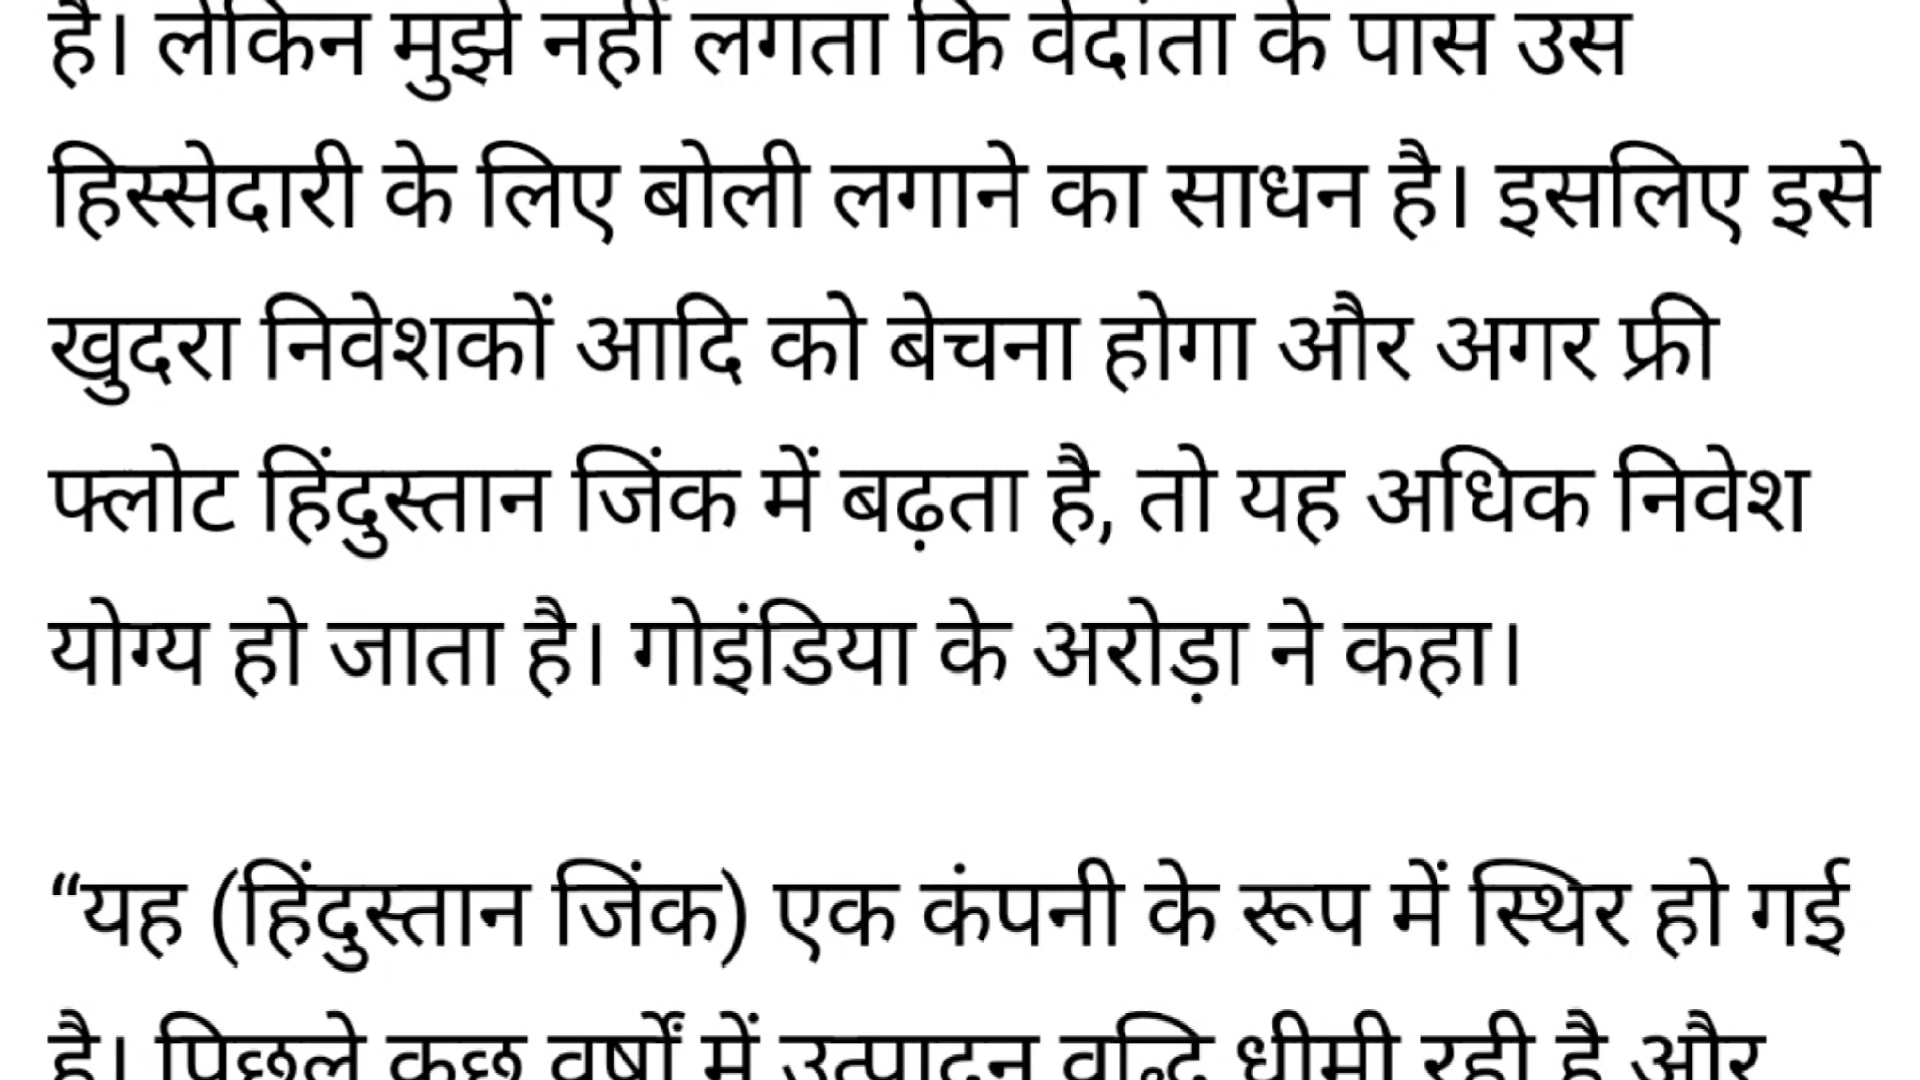 है। लेकिन मुझे नहीं लगता कि वेदांता के पास उस
हिस्सेदारी के लिए बोली लगाने का साधन है। इसलिए इसे
खुदरा निवेशकों आदि को बेचना होगा और अगर फ्री
फ्लोट हिंदुस्तान जिंक में बढ़ता है, तो यह अधिक निवेश
योग्य हो जाता है। गोइंडिया के अरोड़ा ने कहा।
“यह (हिंदुस्तान जिंक) एक कंपनी के रूप में स्थिर हो गई
है। पिछले कुछ वर्षों में उत्पादन वृद्धि धीमी रही है और